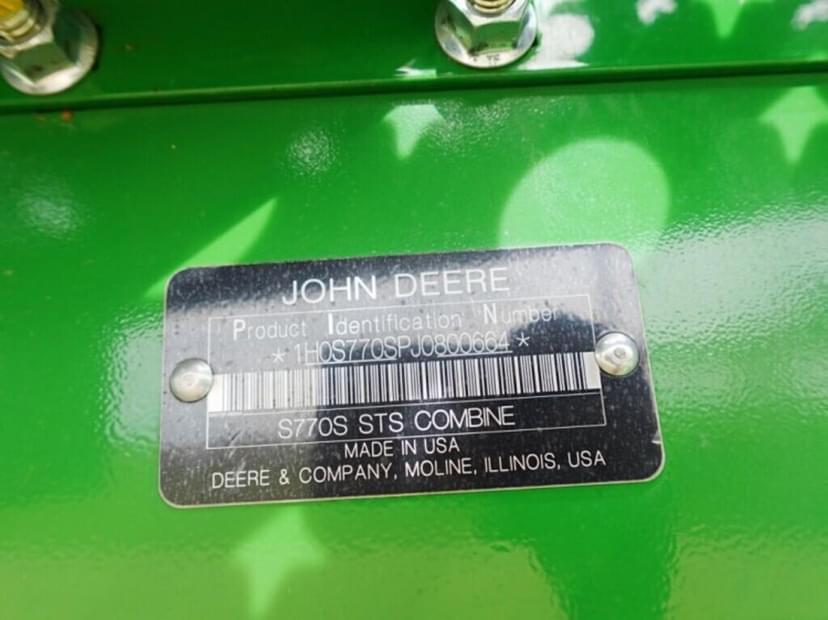 JOHN DEERE
Product Identification Number
*1H0S770SPJ0800664*
S770S STS COMBINE
MADE IN USA
DEERE & COMPANY, MOLINE, ILLINOIS, USA